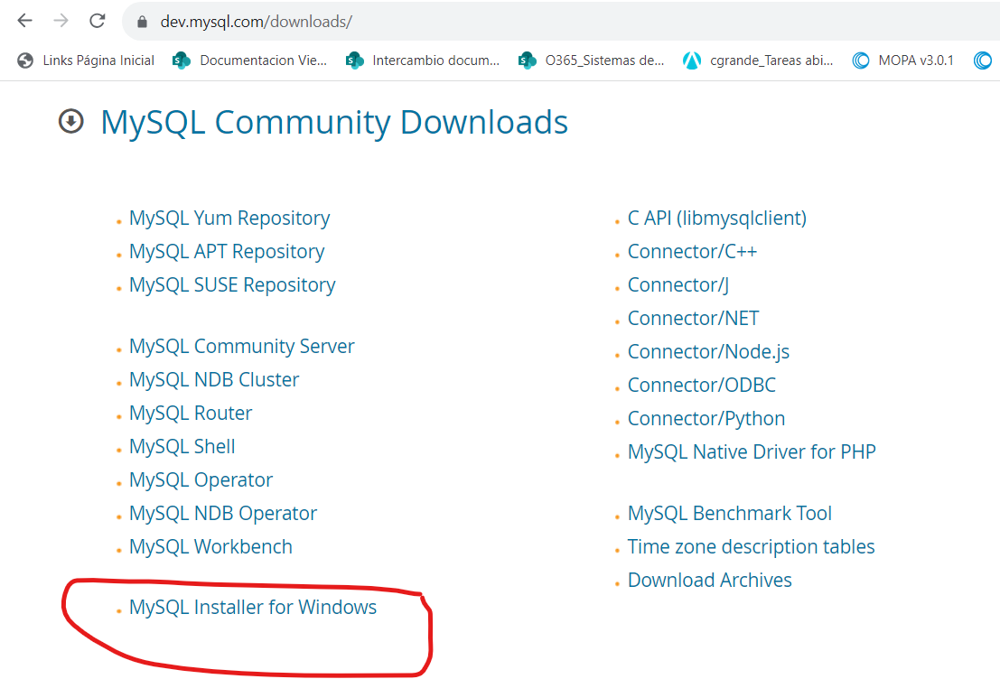 dev.mysql.com/downloads/
Links Página Inicial
Documentacion Vie...
Intercambio docum...
O365_Sistemas de...
cgrande_Tareas abi...
MOPA v3.0.1
MySQL Community Downloads
MySQL Yum Repository
MySQL APT Repository
MySQL SUSE Repository
MySQL Community Server
MySQL NDB Cluster
MySQL Router
MySQL Shell
MySQL Operator
MySQL NDB Operator
MySQL Workbench
MySQL Installer for Windows
C API (libmysqlclient)
Connector/C++
Connector/J
Connector/NET
Connector/Node.js
Connector/ODBC
Connector/Python
MySQL Native Driver for PHP
MySQL Benchmark Tool
Time zone description tables
Download Archives